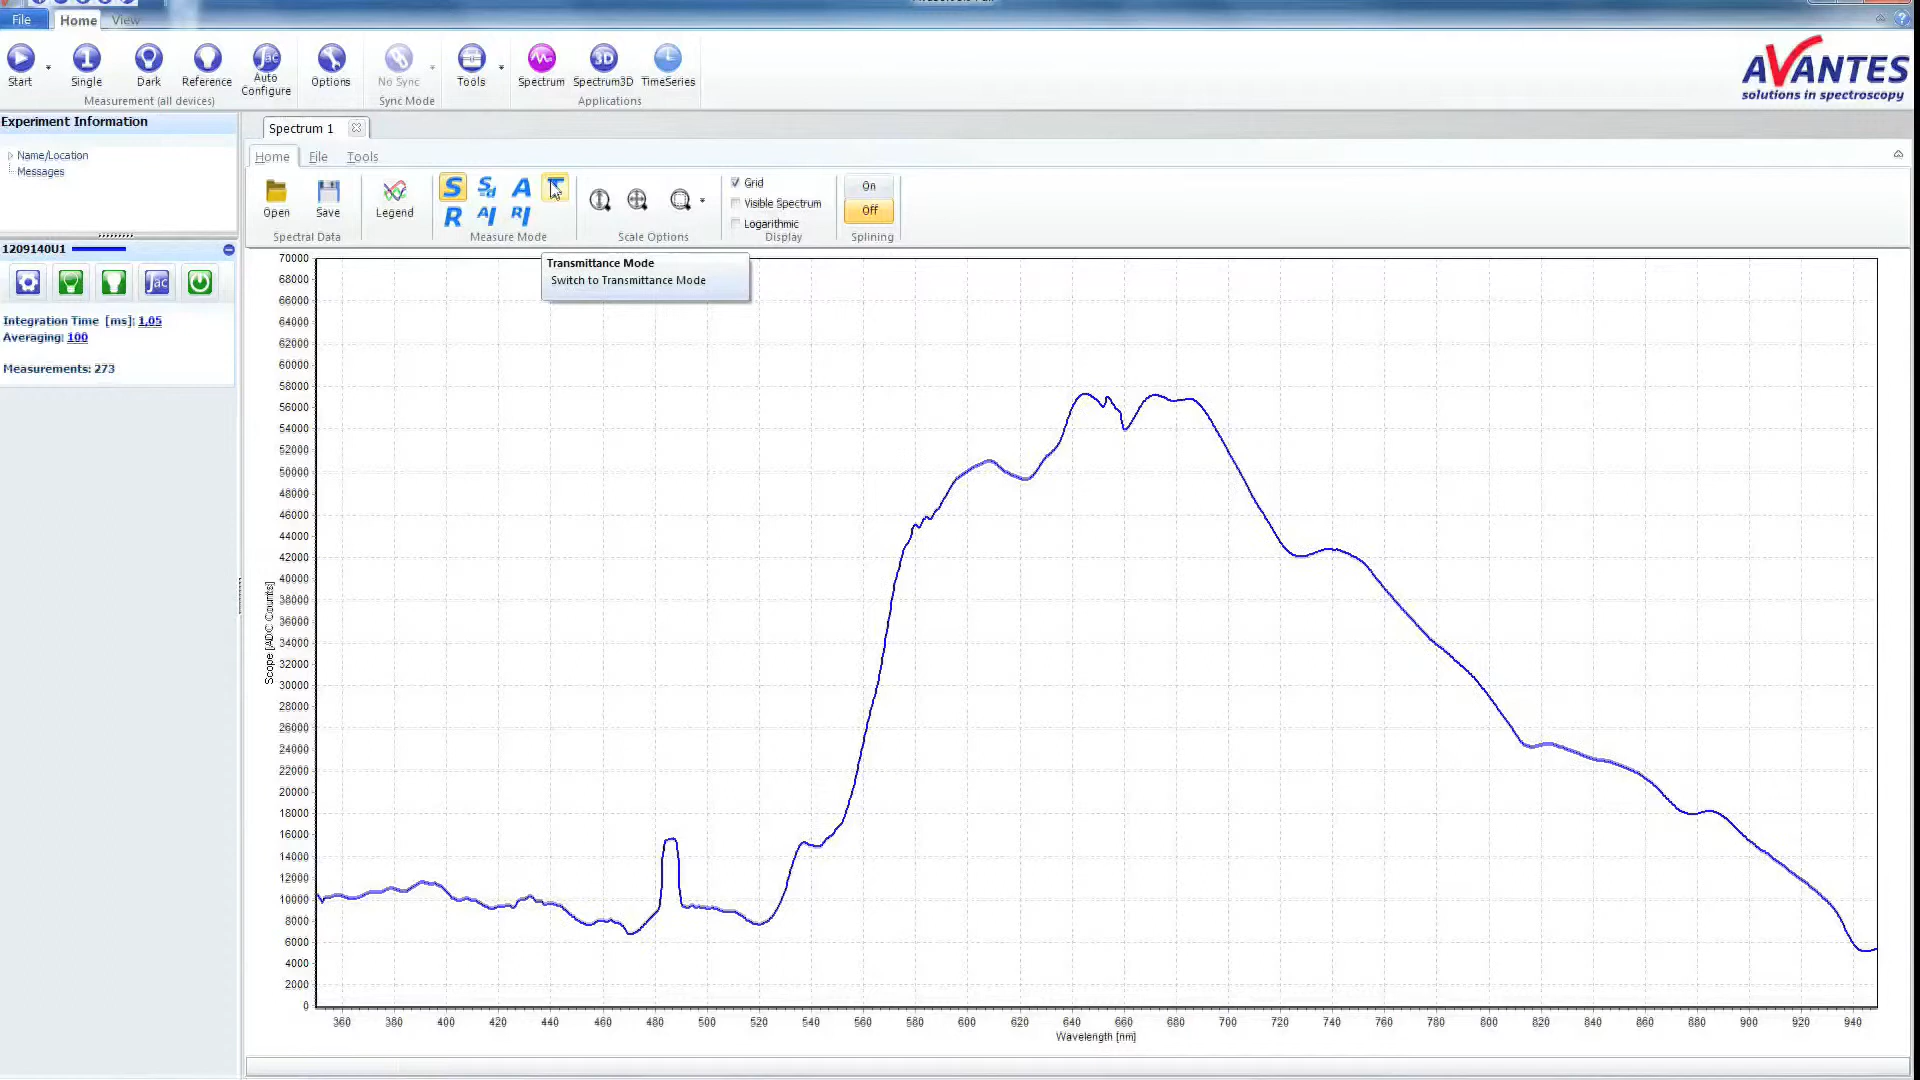 File
Home
View
Start
Single
Dark
Reference
Auto
Configure
Options
No Sync
Tools
Spectrum
Spectrum3D
TimeSeries
Measurement (all devices)
Sync Mode
Applications
AVANTES
solutions in spectroscopy
Experiment Information
Name/Location
Messages
1209140U1
Integration Time [ms]: 1,05
Averaging: 100
Measurements: 273
Spectrum 1
Home
File
Tools
Open
Save
Spectral Data
Legend
S
Sd
A
T
R
AI
RI
Measure Mode
Scale Options
Grid
Visible Spectrum
Logarithmic
Display
On
Off
Splining
Transmittance Mode
Switch to Transmittance Mode
70000
68000
66000
64000
62000
60000
58000
56000
54000
52000
50000
48000
46000
44000
42000
40000
38000
36000
34000
32000
30000
28000
26000
24000
22000
20000
18000
16000
14000
12000
10000
8000
6000
4000
2000
0
Scope [ADC Counts]
360 380 400 420 440 460 480 500 520 540 560 580 600 620 640 660 680 700 720 740 760 780 800 820 840 860 880 900 920 940
Wavelength [nm]